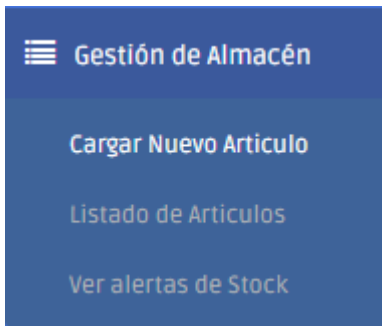 Gestión de Almacén
Cargar Nuevo Articulo
Listado de Articulos
Ver alertas de Stock